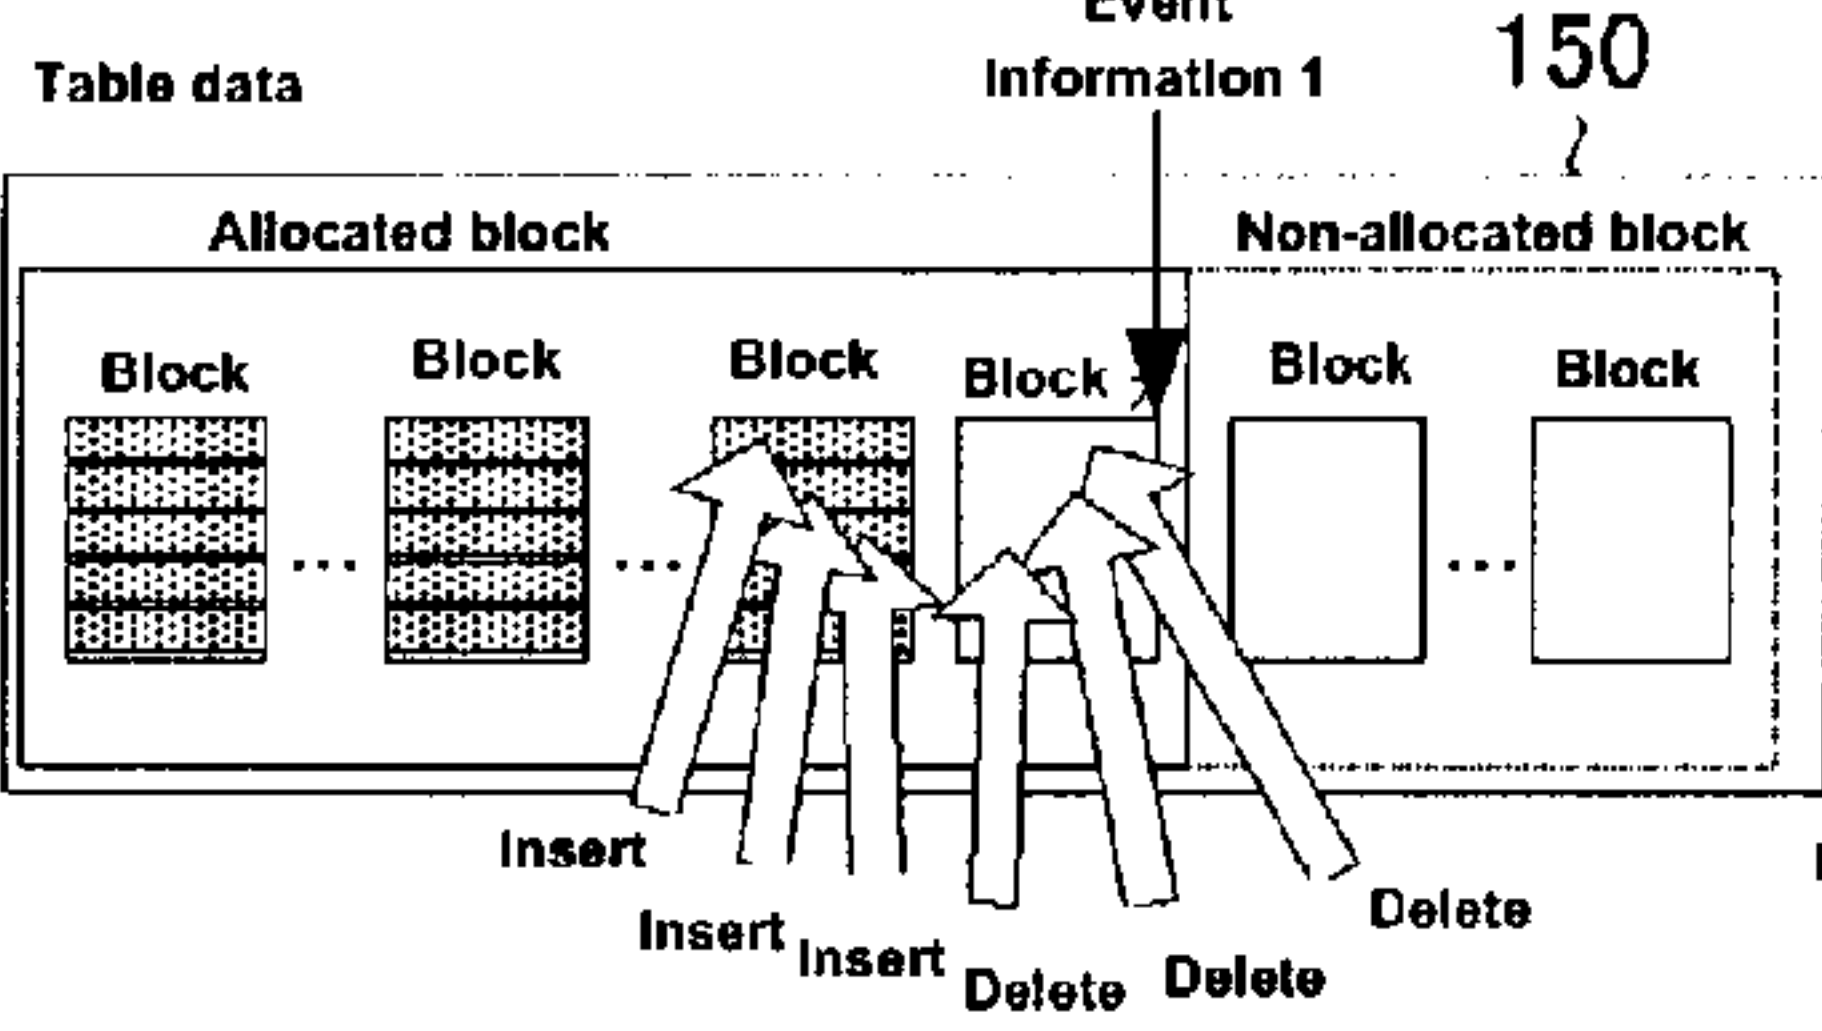 Event
Information 1
150
Table data
Allocated block
Non-allocated block
Block
Block
Block
Block
Block
Block
...
...
...
Insert
Insert
Insert
Delete
Delete
Delete